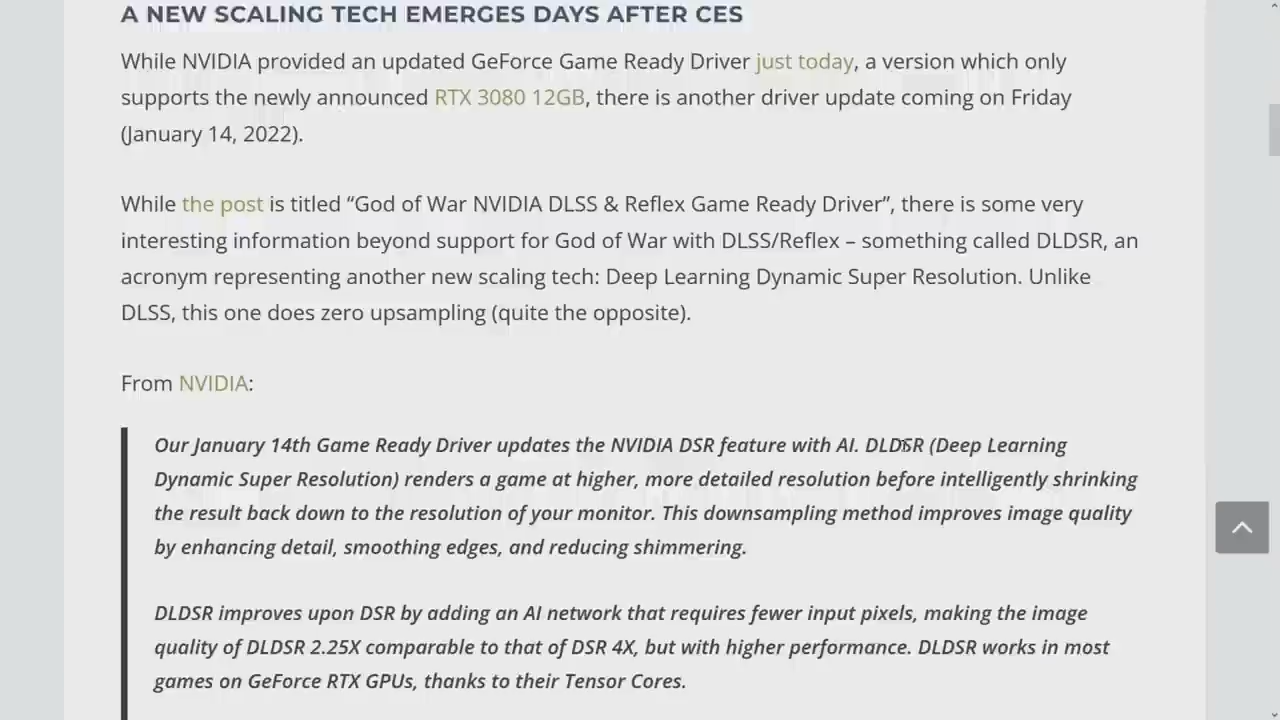 A NEW SCALING TECH EMERGES DAYS AFTER CES
While NVIDIA provided an updated GeForce Game Ready Driver just today, a version which only
supports the newly announced RTX 3080 12GB, there is another driver update coming on Friday
(January 14, 2022).
While the post is titled “God of War NVIDIA DLSS & Reflex Game Ready Driver”, there is some very
interesting information beyond support for God of War with DLSS/Reflex – something called DLDSR, an
acronym representing another new scaling tech: Deep Learning Dynamic Super Resolution. Unlike
DLSS, this one does zero upsampling (quite the opposite).
From NVIDIA:
Our January 14th Game Ready Driver updates the NVIDIA DSR feature with AI. DLDSR (Deep Learning
Dynamic Super Resolution) renders a game at higher, more detailed resolution before intelligently shrinking
the result back down to the resolution of your monitor. This downsampling method improves image quality
by enhancing detail, smoothing edges, and reducing shimmering.
DLDSR improves upon DSR by adding an AI network that requires fewer input pixels, making the image
quality of DLDSR 2.25X comparable to that of DSR 4X, but with higher performance. DLDSR works in most
games on GeForce RTX GPUs, thanks to their Tensor Cores.